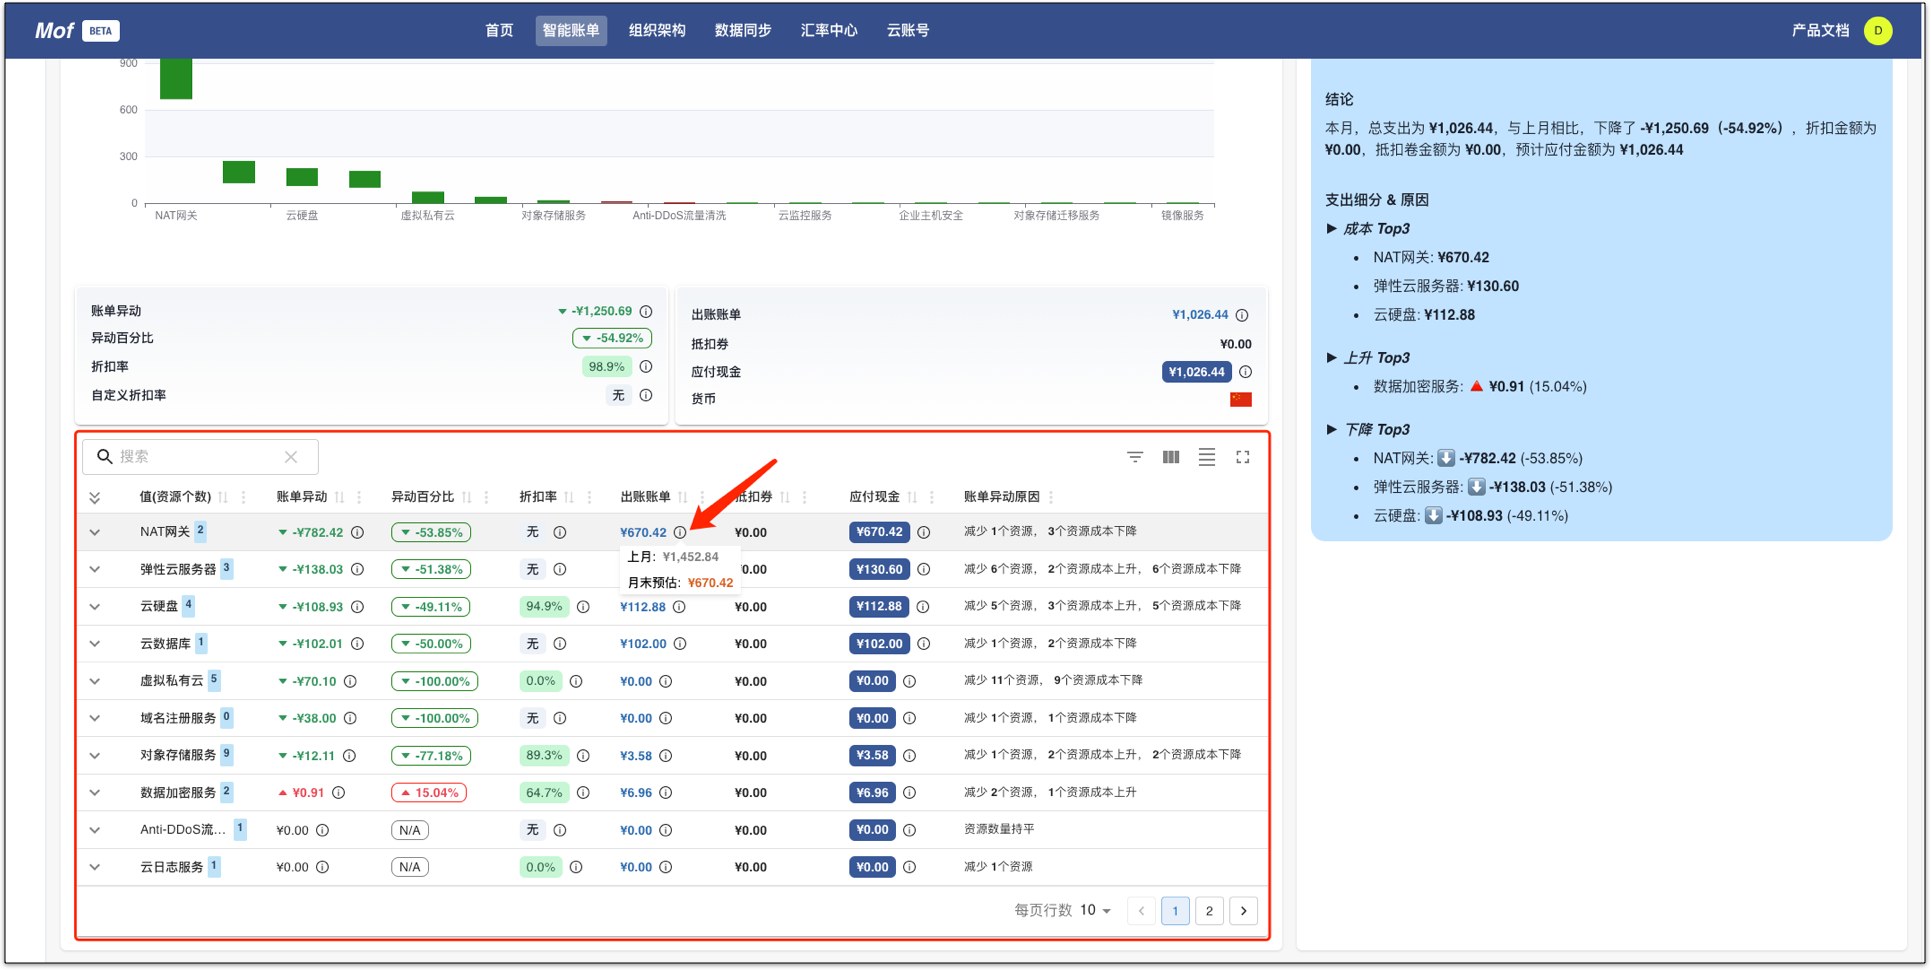 Mof BETA 首页 智能账单 组织架构 数据同步 汇率中心 云账号 产品文档 D
900
600
300
0
NAT网关 云硬盘 虚拟私有云 对象存储服务 Anti-DDoS流量清洗 云监控服务 企业主机安全 对象存储迁移服务 镜像服务
账单异动 -¥1,250.69
异动百分比 -54.92%
折扣率 98.9%
自定义折扣率 无
出账账单 ¥1,026.44
抵扣券 ¥0.00
应付现金 ¥1,026.44
货币
搜索
值(资源个数) 账单异动 异动百分比 折扣率 出账账单 抵扣券 应付现金 账单异动原因
NAT网关 2 -¥782.42 -53.85% 无 ¥670.42 ¥0.00 ¥670.42 减少 1个资源， 3个资源成本下降
上月: ¥1,452.84
月末预估: ¥670.42
弹性云服务器 3 -¥138.03 -51.38% 无 0.00 ¥130.60 减少 6个资源， 2个资源成本上升， 6个资源成本下降
云硬盘 4 -¥108.93 -49.11% 94.9% ¥112.88 ¥0.00 ¥112.88 减少 5个资源， 3个资源成本上升， 5个资源成本下降
云数据库 1 -¥102.01 -50.00% 无 ¥102.00 ¥0.00 ¥102.00 减少 1个资源， 2个资源成本下降
虚拟私有云 5 -¥70.10 -100.00% 0.0% ¥0.00 ¥0.00 ¥0.00 减少 11个资源， 9个资源成本下降
域名注册服务 0 -¥38.00 -100.00% 无 ¥0.00 ¥0.00 ¥0.00 减少 1个资源， 1个资源成本下降
对象存储服务 9 -¥12.11 -77.18% 89.3% ¥3.58 ¥0.00 ¥3.58 减少 1个资源， 2个资源成本上升， 2个资源成本下降
数据加密服务 2 ¥0.91 15.04% 64.7% ¥6.96 ¥0.00 ¥6.96 减少 2个资源， 1个资源成本上升
Anti-DDoS流... 1 ¥0.00 N/A 无 ¥0.00 ¥0.00 ¥0.00 资源数量持平
云日志服务 1 ¥0.00 N/A 0.0% ¥0.00 ¥0.00 ¥0.00 减少 1个资源
每页行数 10 1 2
结论
本月，总支出为 ¥1,026.44，与上月相比，下降了 -¥1,250.69（-54.92%），折扣金额为
¥0.00，抵扣卷金额为 ¥0.00，预计应付金额为 ¥1,026.44
支出细分 & 原因
▶ 成本 Top3
• NAT网关: ¥670.42
• 弹性云服务器: ¥130.60
• 云硬盘: ¥112.88
▶ 上升 Top3
• 数据加密服务: 🔺 ¥0.91 (15.04%)
▶ 下降 Top3
• NAT网关: ⬇️ -¥782.42 (-53.85%)
• 弹性云服务器: ⬇️ -¥138.03 (-51.38%)
• 云硬盘: ⬇️ -¥108.93 (-49.11%)